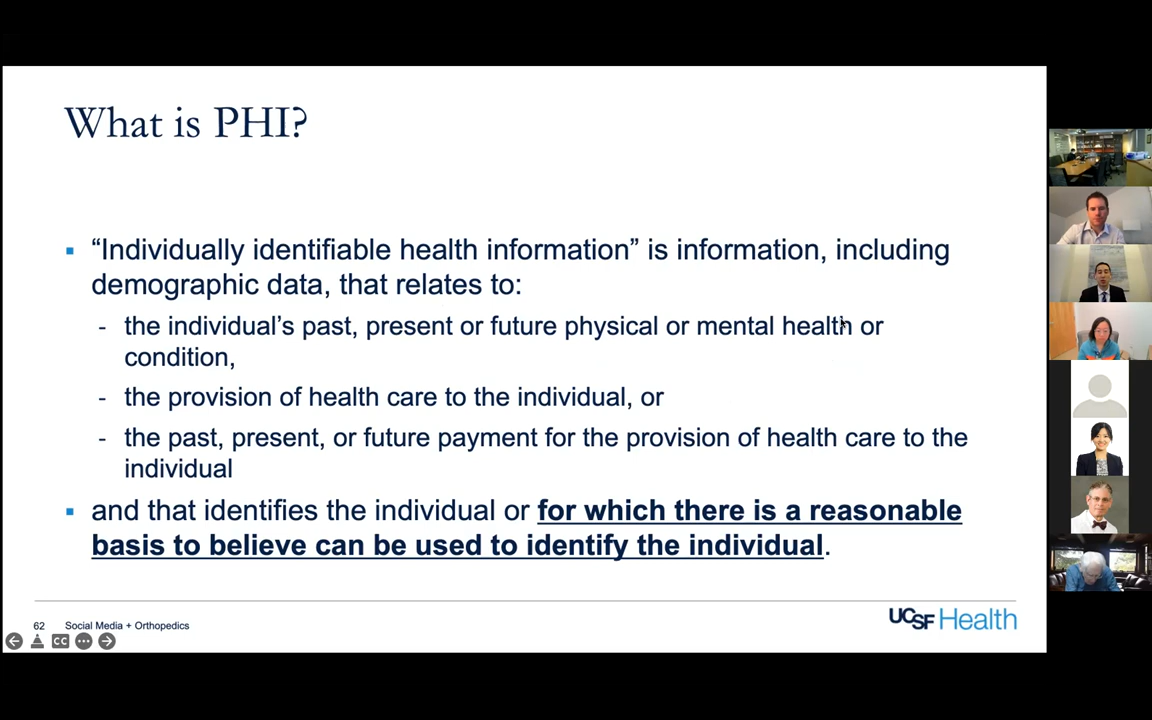 What is PHI?
▪ “Individually identifiable health information” is information, including
demographic data, that relates to:
- the individual’s past, present or future physical or mental health or
condition,
- the provision of health care to the individual, or
- the past, present, or future payment for the provision of health care to the
individual
▪ and that identifies the individual or for which there is a reasonable
basis to believe can be used to identify the individual.
62 Social Media + Orthopedics
UCSF Health
CC